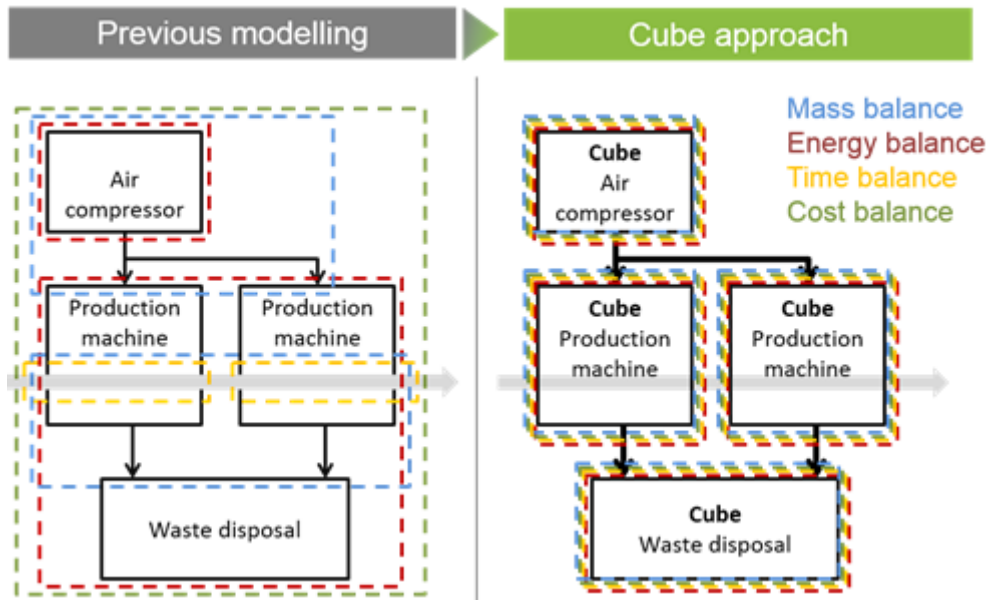 Previous modelling
Cube approach
Air
compressor
Production
machine
Production
machine
Waste disposal
Mass balance
Energy balance
Time balance
Cost balance
Cube
Air
compressor
Cube
Production
machine
Cube
Production
machine
Cube
Waste disposal